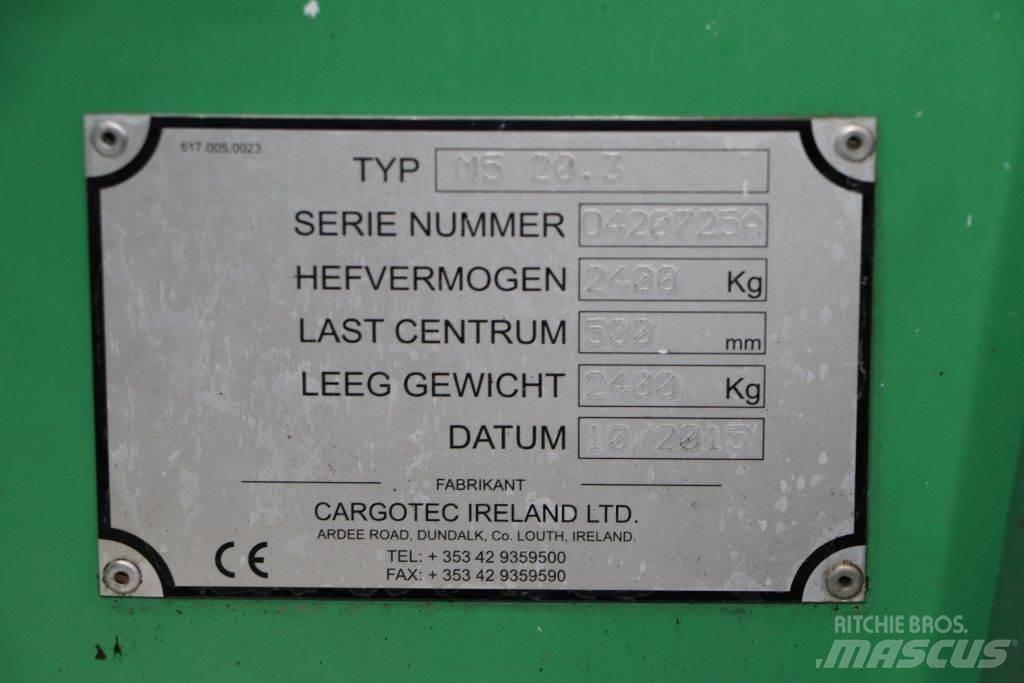 517.005.0023
TYP M5 20.3
SERIE NUMMER D420725A
HEFVERMOGEN 2400 Kg
LAST CENTRUM 500 mm
LEEG GEWICHT 2400 Kg
DATUM 10/2015
FABRIKANT
CARGOTEC IRELAND LTD.
ARDEE ROAD, DUNDALK, Co. LOUTH, IRELAND.
TEL: + 353 42 9359500
FAX: + 353 42 9359590
CE
RITCHIE BROS.
MASCUS